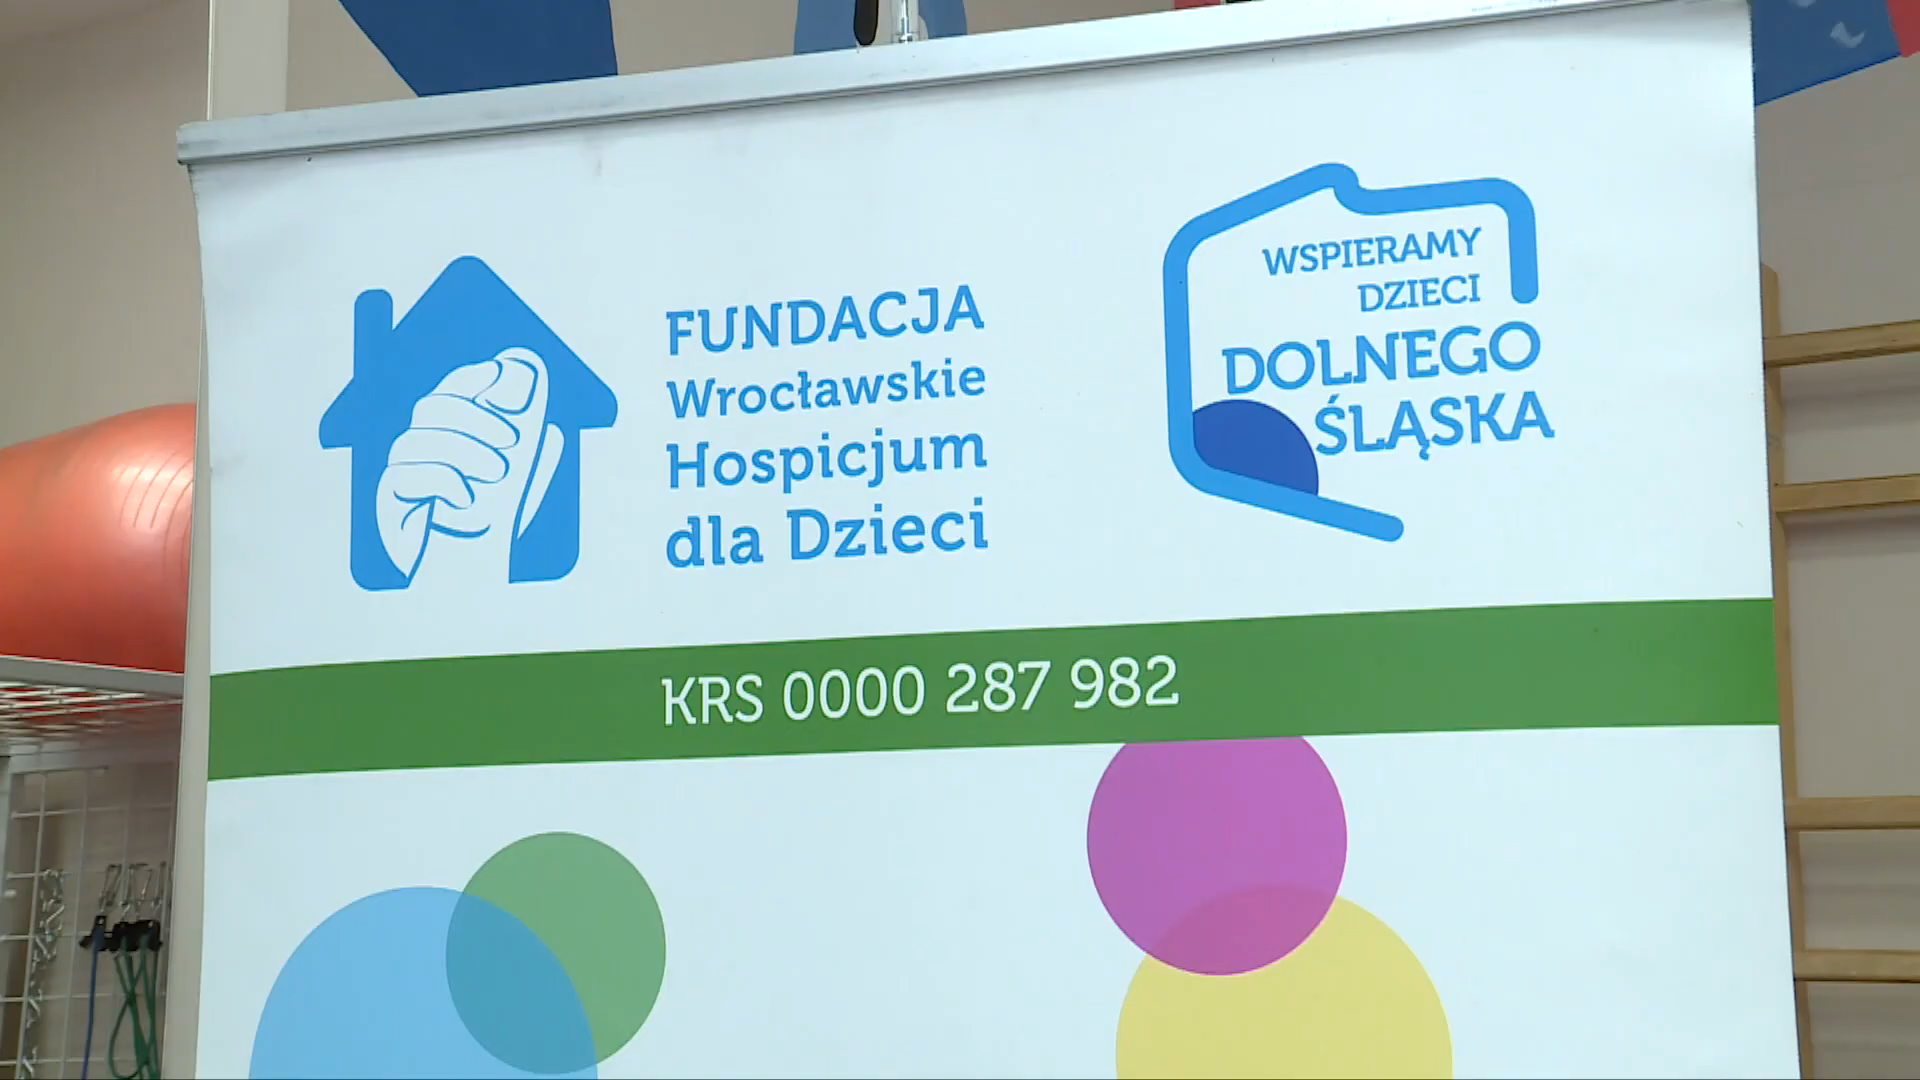 FUNDACJA
Wrocławskie
Hospicjum
dla Dzieci
WSPIERAMY
DZIECI
DOLNEGO
ŚLĄSKA
KRS 0000 287 982